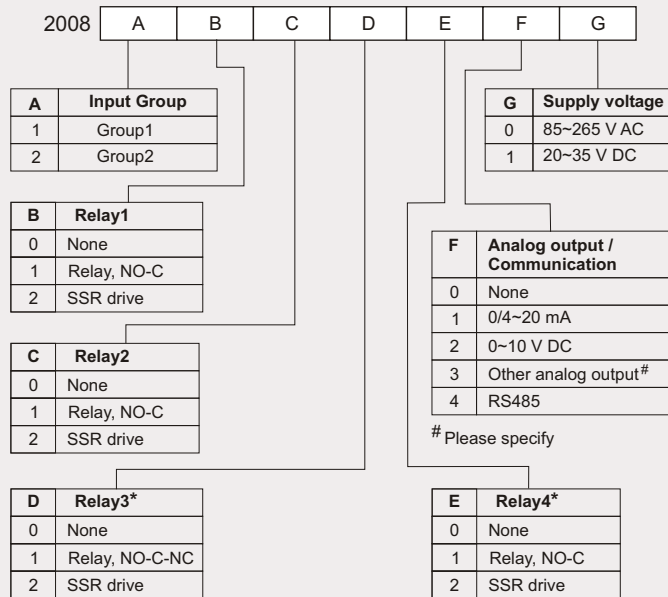 2008 A B C D E F G
A Input Group
1 Group1
2 Group2
G Supply voltage
0 85~265 V AC
1 20~35 V DC
B Relay1
0 None
1 Relay, NO-C
2 SSR drive
F Analog output /
Communication
0 None
1 0/4~20 mA
2 0~10 V DC
3 Other analog output#
4 RS485
# Please specify
C Relay2
0 None
1 Relay, NO-C
2 SSR drive
D Relay3*
0 None
1 Relay, NO-C-NC
2 SSR drive
E Relay4*
0 None
1 Relay, NO-C
2 SSR drive